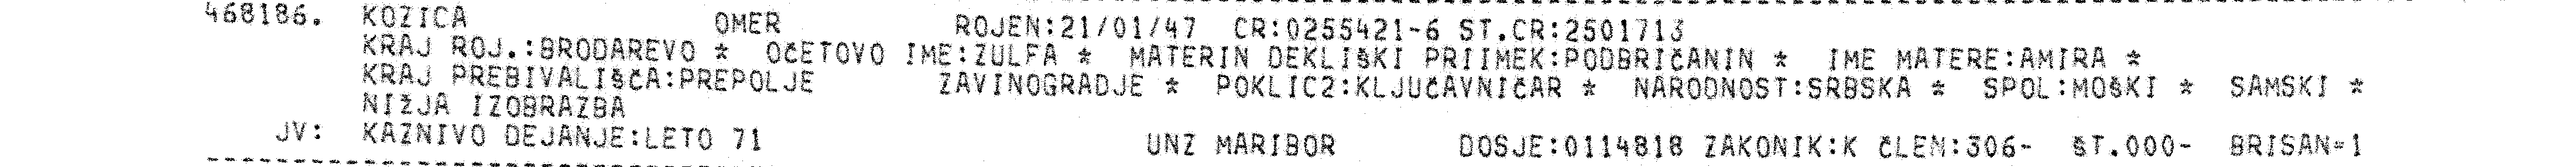 468186. KOZICA OMER ROJEN:21/01/47 CR:0255421-6 ST.CR:2501713
KRAJ ROJ.:BRODAREVO * OČETOVO IME:ZULFA * MATERIN DEKLIŠKI PRIIMEK:PODBRIČANIN * IME MATERE:AMIRA *
KRAJ PREBIVALIŠČA:PREPOLJE ZAVINOGRADJE * POKLIC2:KLJUČAVNIČAR * NARODNOST:SRBSKA * SPOL:MOŠKI * SAMSKI *
NIŽJA IZOBRAZBA
JV: KAZNIVO DEJANJE:LETO 71 UNZ MARIBOR DOSJE:0114818 ZAKONIK:K ČLEN:306- ŠT.000- BRISAN=1